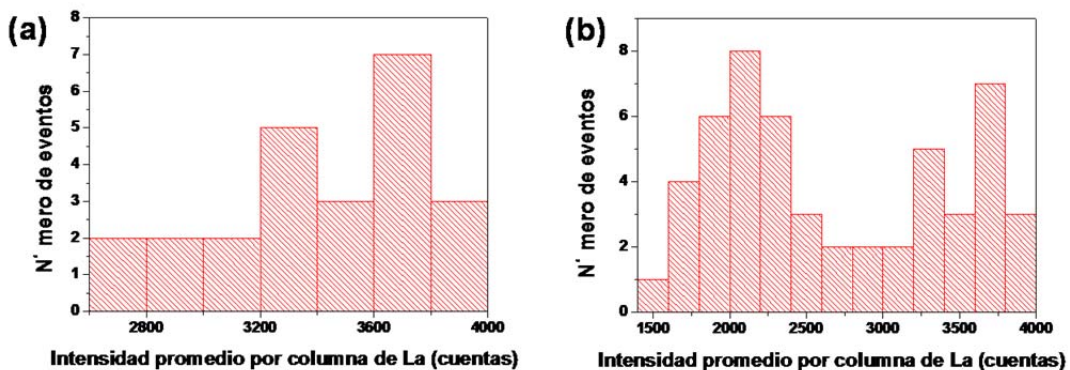 (a)
8
7
6
5
4
3
2
1
0
N' mero de eventos
2800 3200 3600 4000
Intensidad promedio por columna de La (cuentas)
(b)
8
6
4
2
0
N' mero de eventos
1500 2000 2500 3000 3500 4000
Intensidad promedio por columna de La (cuentas)